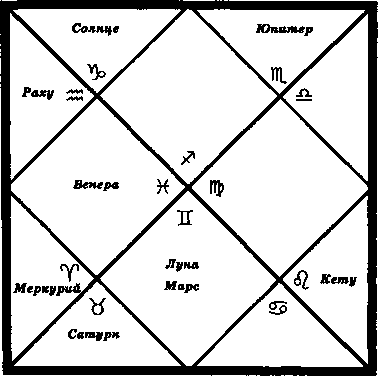 Солнце
Юпитер
♑
♏
Раху
♒
♎
♐
Венера
♓
♍
♊
Луна
♈
♌
Кету
Меркурий
Марс
♉
♋
Сатурн